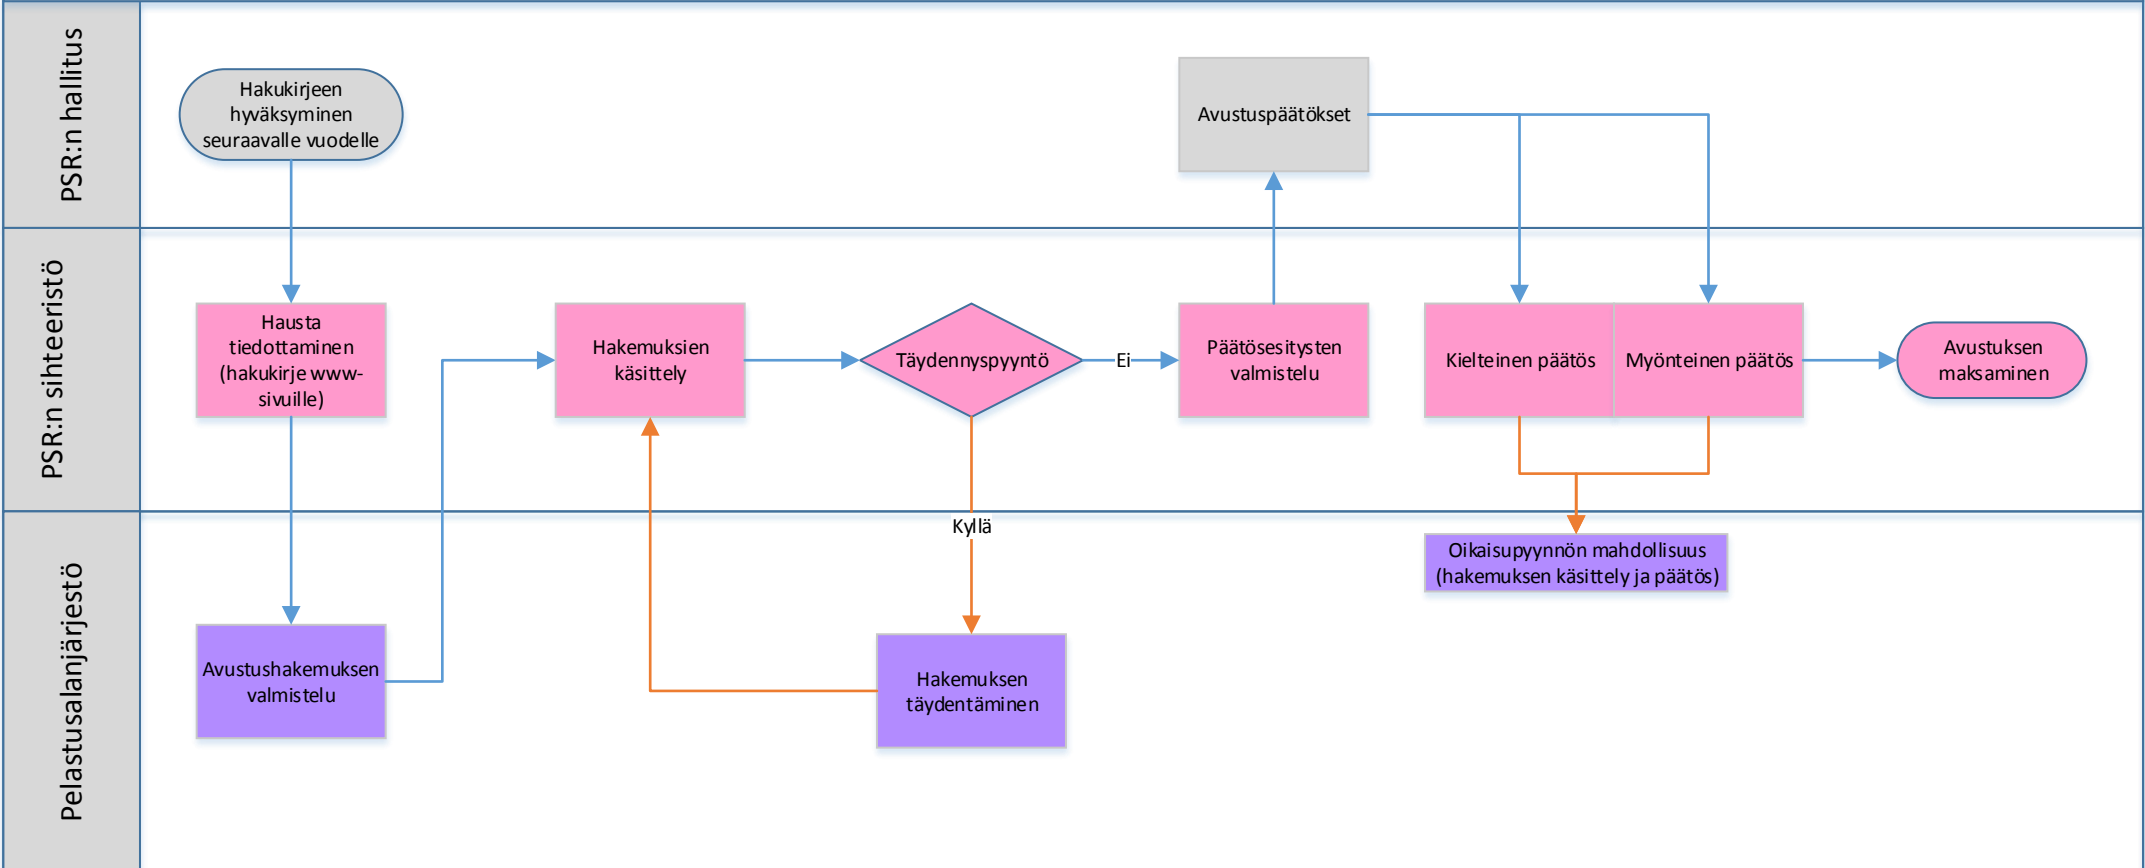 PSR:n hallitus
Hakukirjeen
hyväksyminen
seuraavalle vuodelle
Avustuspäätökset
PSR:n sihteeristö
Hausta
tiedottaminen
(hakukirje www-
sivuille)
Hakemuksien
käsittely
Täydennyspyyntö
Ei
Päätösesitysten
valmistelu
Kielteinen päätös
Myönteinen päätös
Avustuksen
maksaminen
Kyllä
Pelastusalanjärjestö
Avustushakemuksen
valmistelu
Hakemuksen
täydentäminen
Oikaisupyynnön mahdollisuus
(hakemuksen käsittely ja päätös)